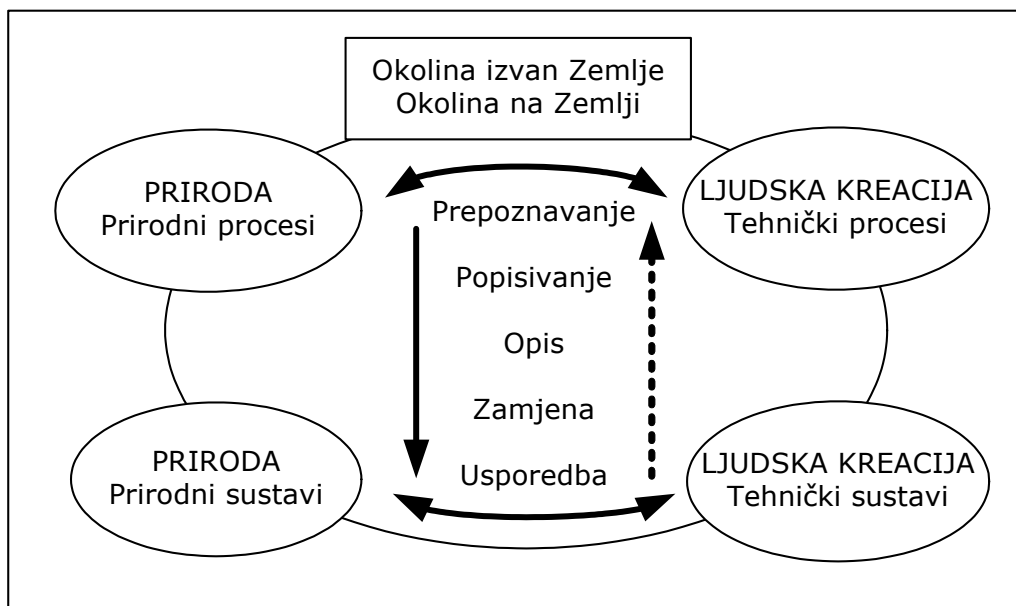 Okolina izvan Zemlje
Okolina na Zemlji
PRIRODA
Prirodni procesi
LJUDSKA KREACIJA
Tehnički procesi
Prepoznavanje
Popisivanje
Opis
Zamjena
Usporedba
PRIRODA
Prirodni sustavi
LJUDSKA KREACIJA
Tehnički sustavi